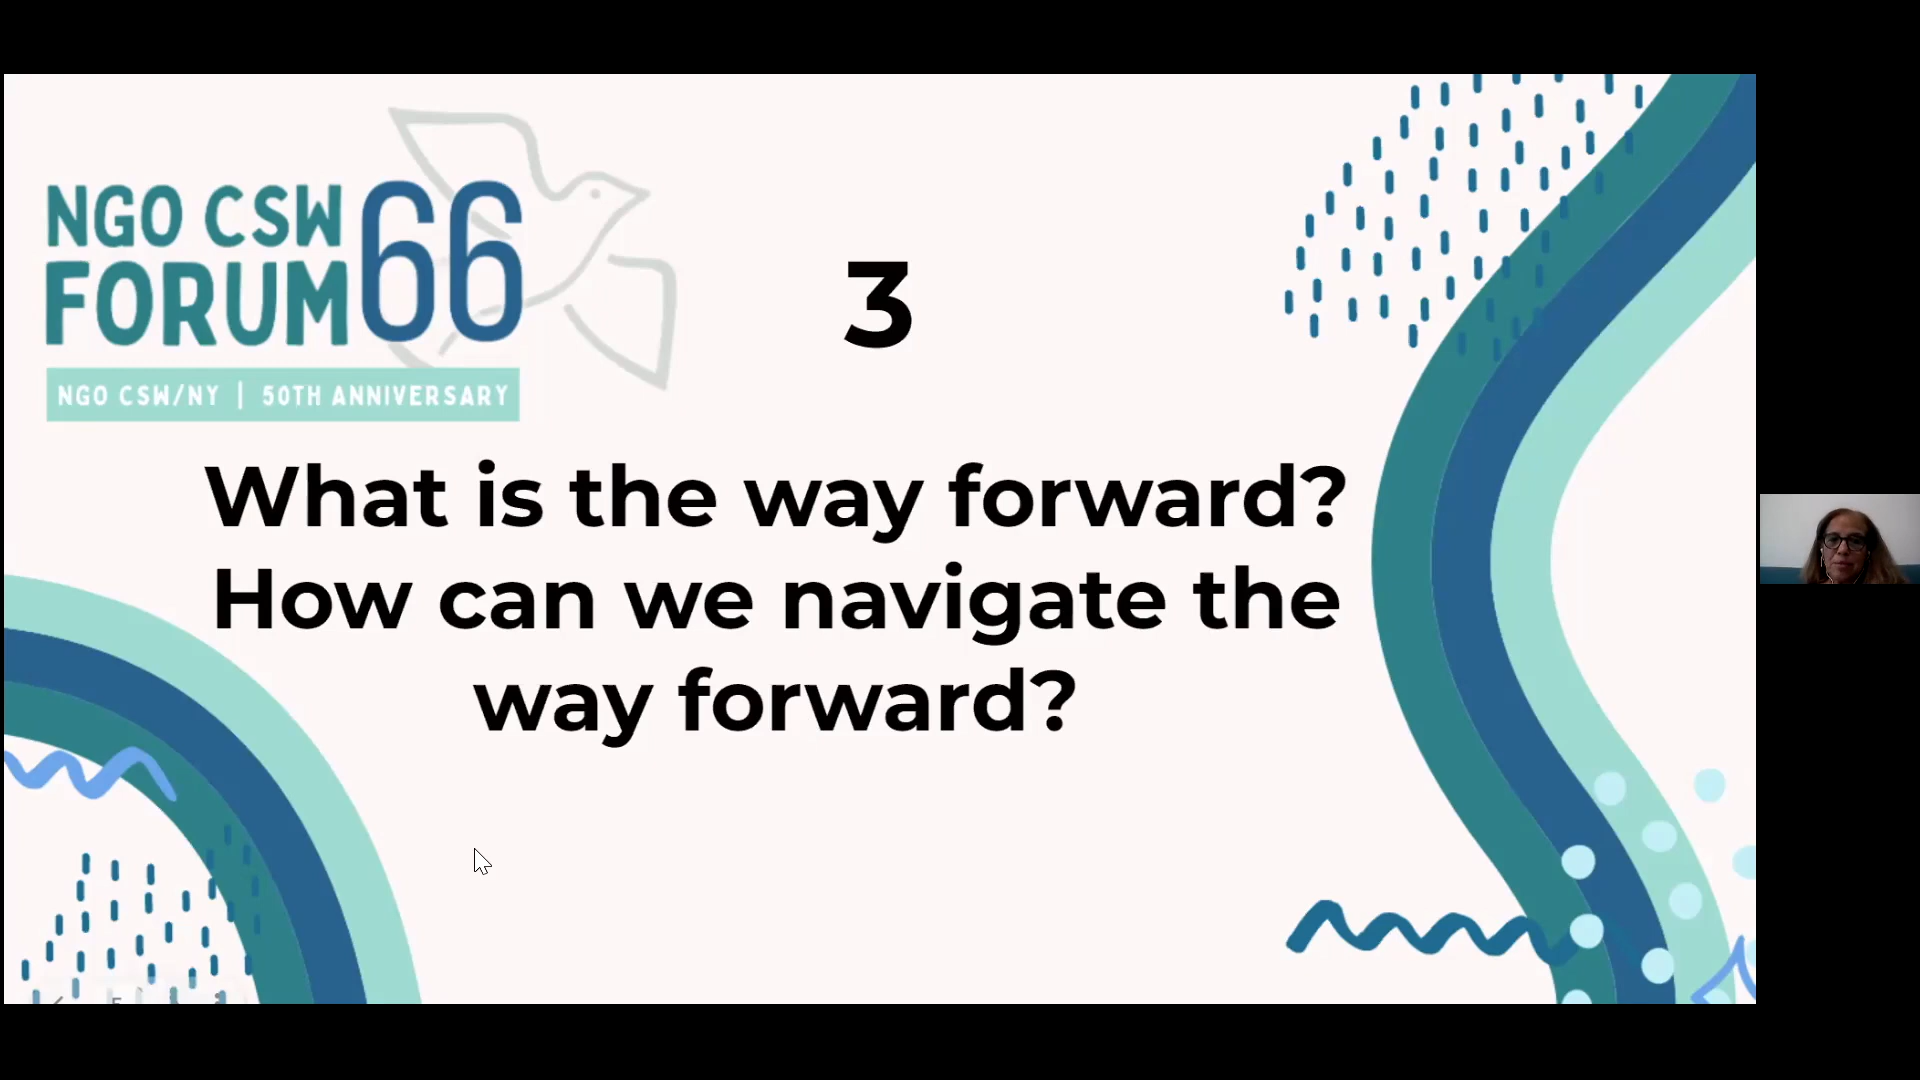 NGO CSW
FORUM66
NGO CSW/NY | 50TH ANNIVERSARY
3
What is the way forward?
How can we navigate the
way forward?